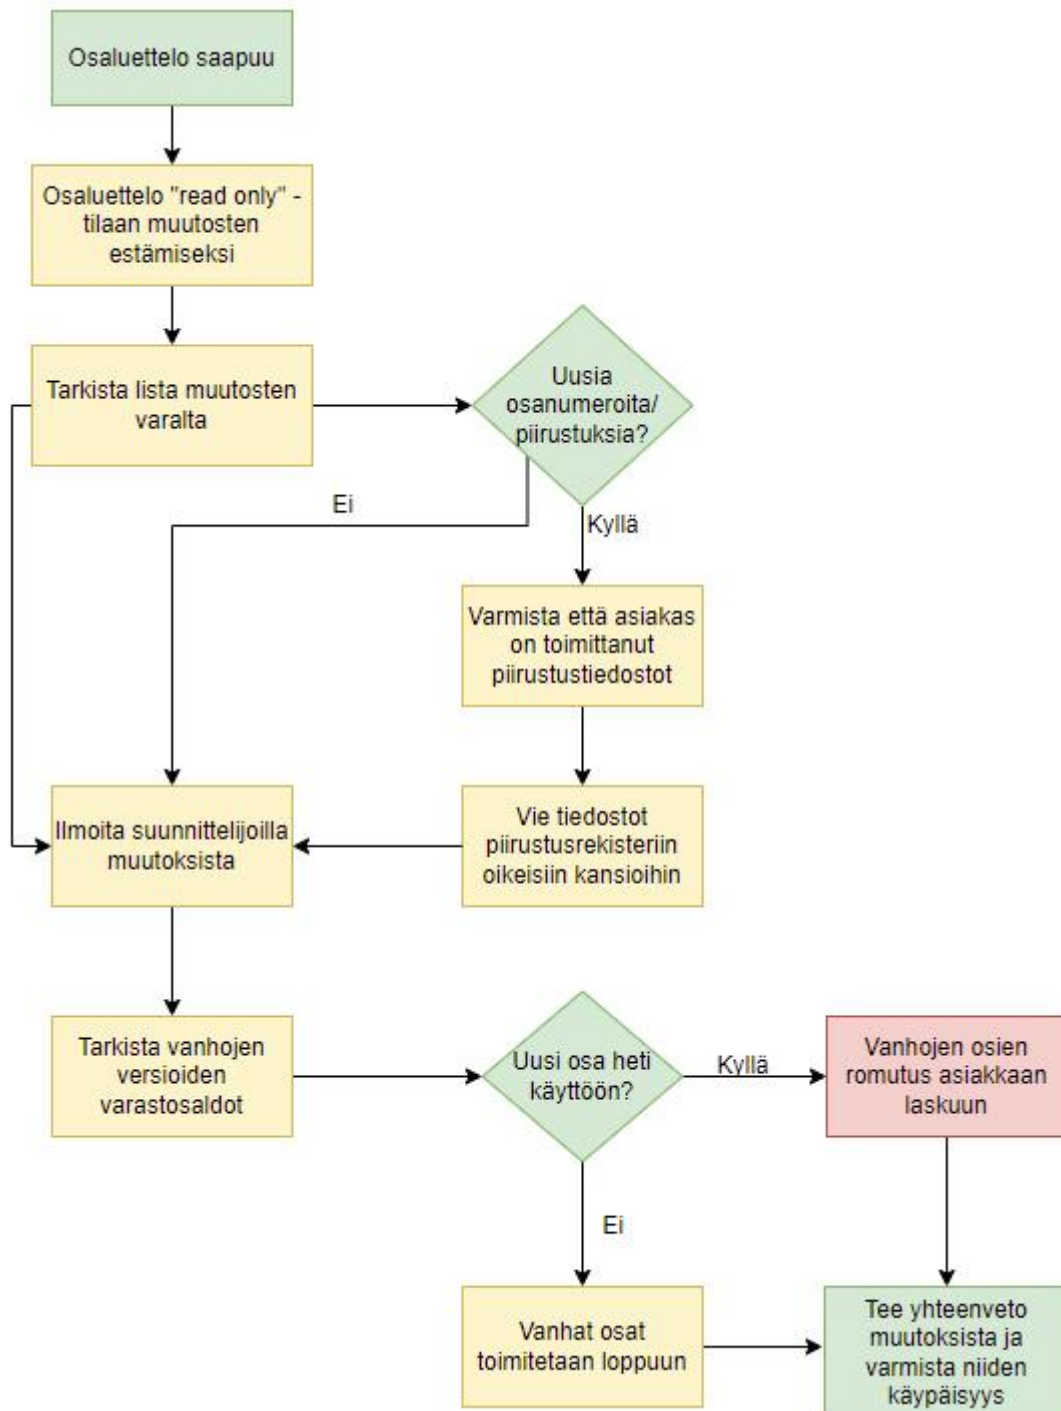 Osaluettelo saapuu
Osaluettelo "read only" -
tilaan muutosten
estämiseksi
Tarkista lista muutosten
varalta
Uusia
osanumeroita/
piirustuksia?
Ei
Kyllä
Varmista että asiakas
on toimittanut
piirustustiedostot
Vie tiedostot
piirustusrekisteriin
oikeisiin kansioihin
Ilmoita suunnittelijoilla
muutoksista
Tarkista vanhojen
versioiden
varastosaldot
Uusi osa heti
käyttöön?
Kyllä
Vanhojen osien
romutus asiakkaan
laskuun
Ei
Vanhat osat
toimitetaan loppuun
Tee yhteenveto
muutoksista ja
varmista niiden
käypäisyys